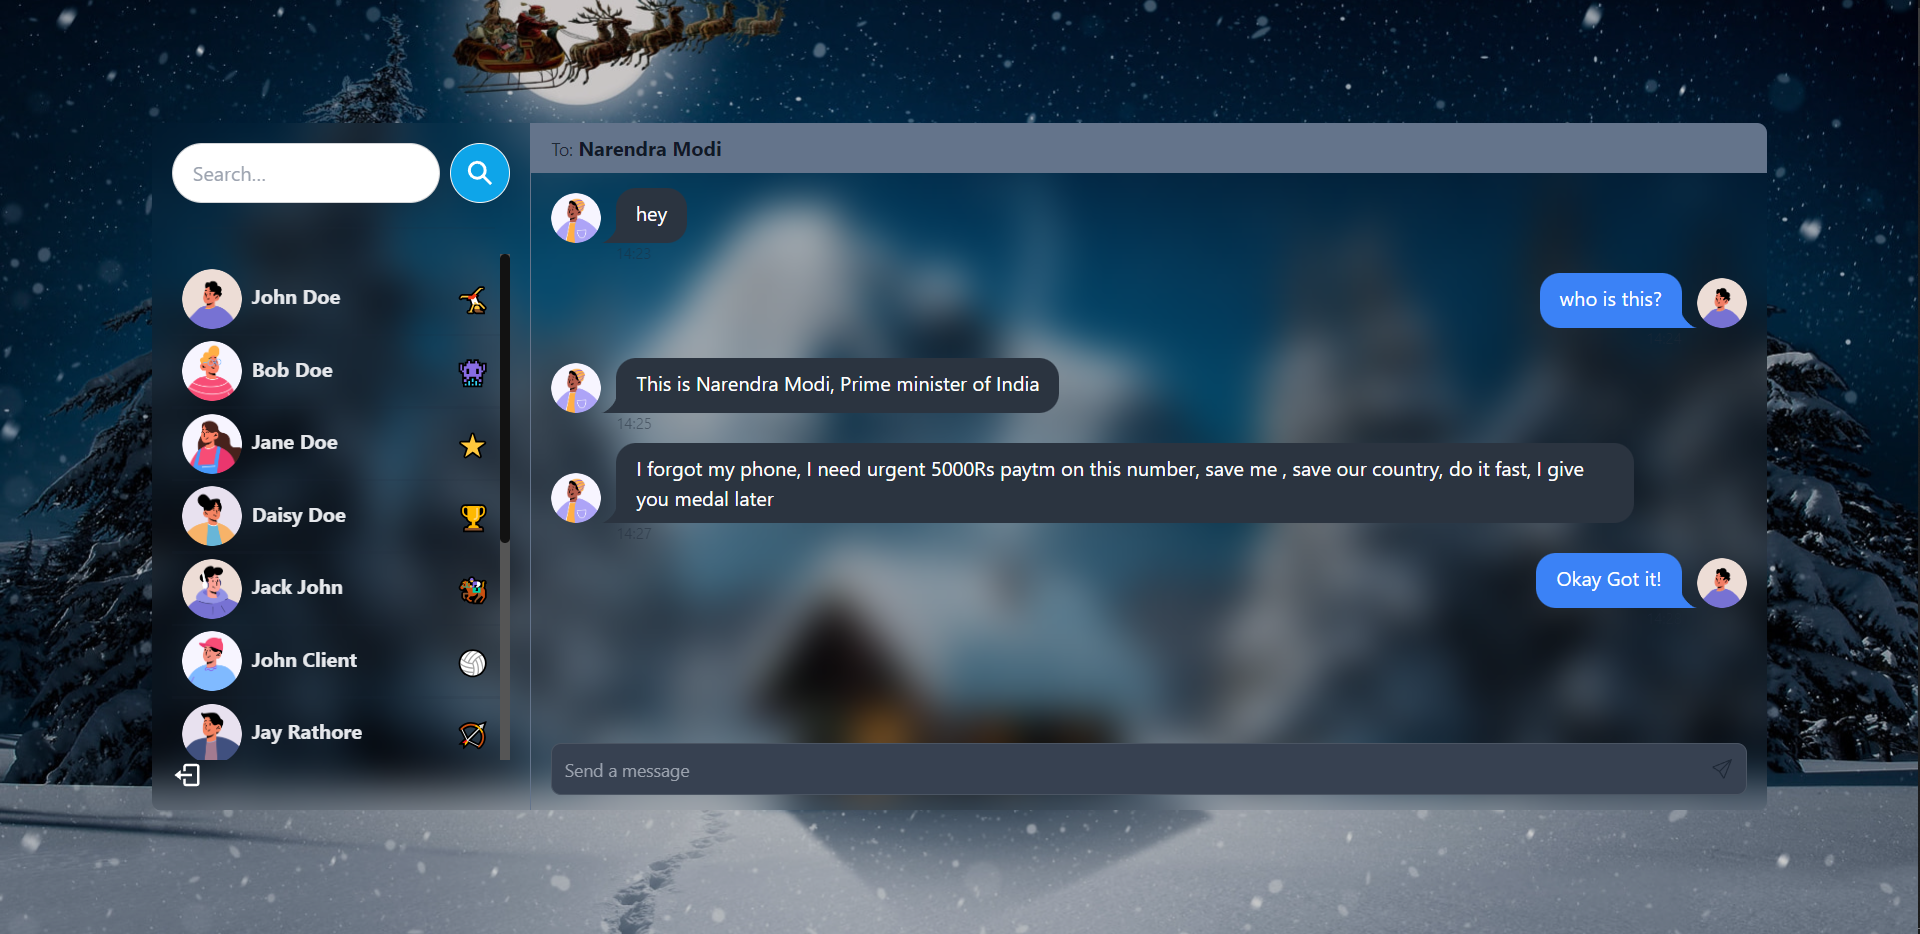 Search...
John Doe
Bob Doe
Jane Doe
Daisy Doe
Jack John
John Client
Jay Rathore
To: Narendra Modi
hey
14:23
who is this?
This is Narendra Modi, Prime minister of India
14:25
I forgot my phone, I need urgent 5000Rs paytm on this number, save me , save our country, do it fast, I give
you medal later
14:27
Okay Got it!
Send a message